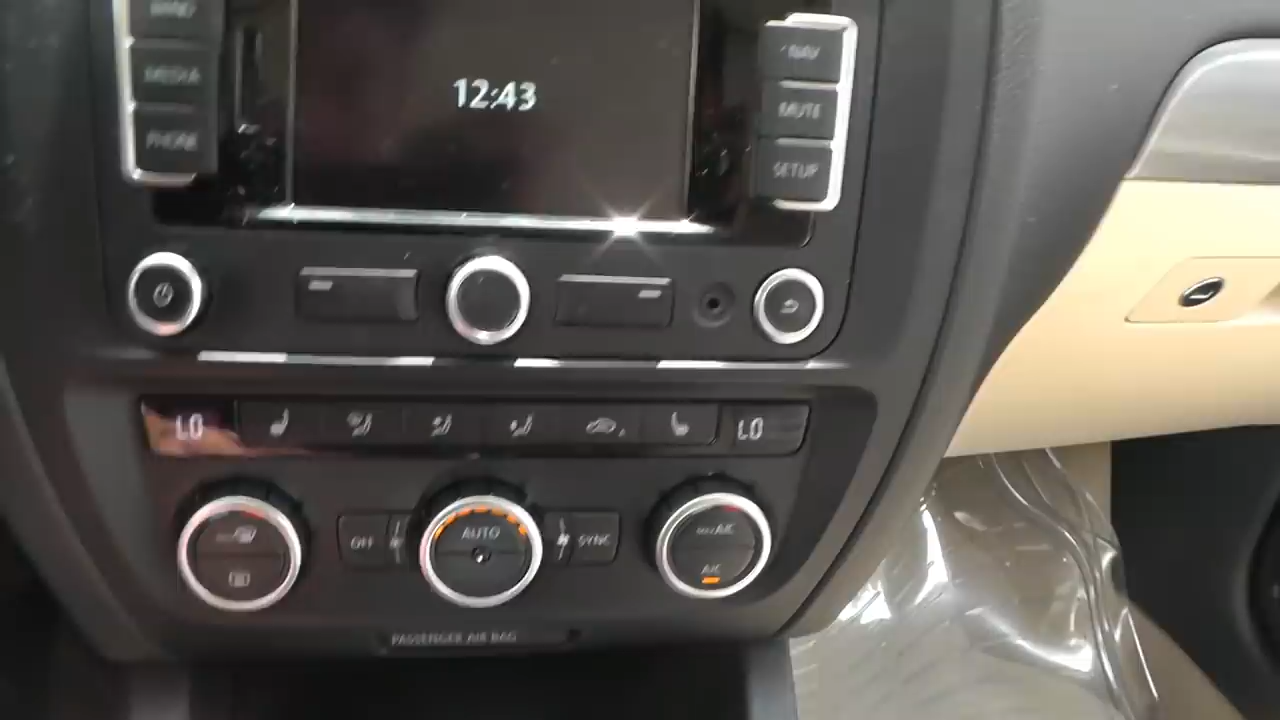 MEDIA
PHONE
12:43
NAV
MUTE
SETUP
LO
LO
OFF
AUTO
SYNC
A/C
A/C
PASSENGER AIR BAG